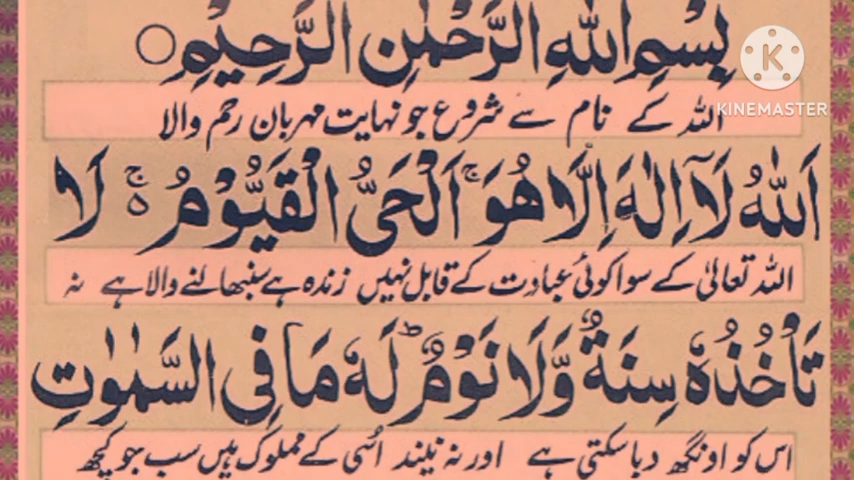 بِسْمِ اللّٰهِ الرَّحْمٰنِ الرَّحِیْمِ ○
اللہ کے نام سے شروع جو نہایت مہربان رحم والا
KINEMASTER
اَللّٰهُ لَاۤ اِلٰهَ اِلَّا هُوَ ۚ اَلْحَیُّ الْقَیُّوْمُ ۚ۬ لَا
اللہ تعالیٰ کے سوا کوئی عبادت کے قابل نہیں زندہ ہے سنبھالنے والا ہے نہ
تَاْخُذُهٗ سِنَةٌ وَّلَا نَوْمٌ ؕ لَهٗ مَا فِی السَّمٰوٰتِ
اس کو اونگھ دبا سکتی ہے اور نہ نیند اُسی کے مملوک ہیں سب جو کچھ